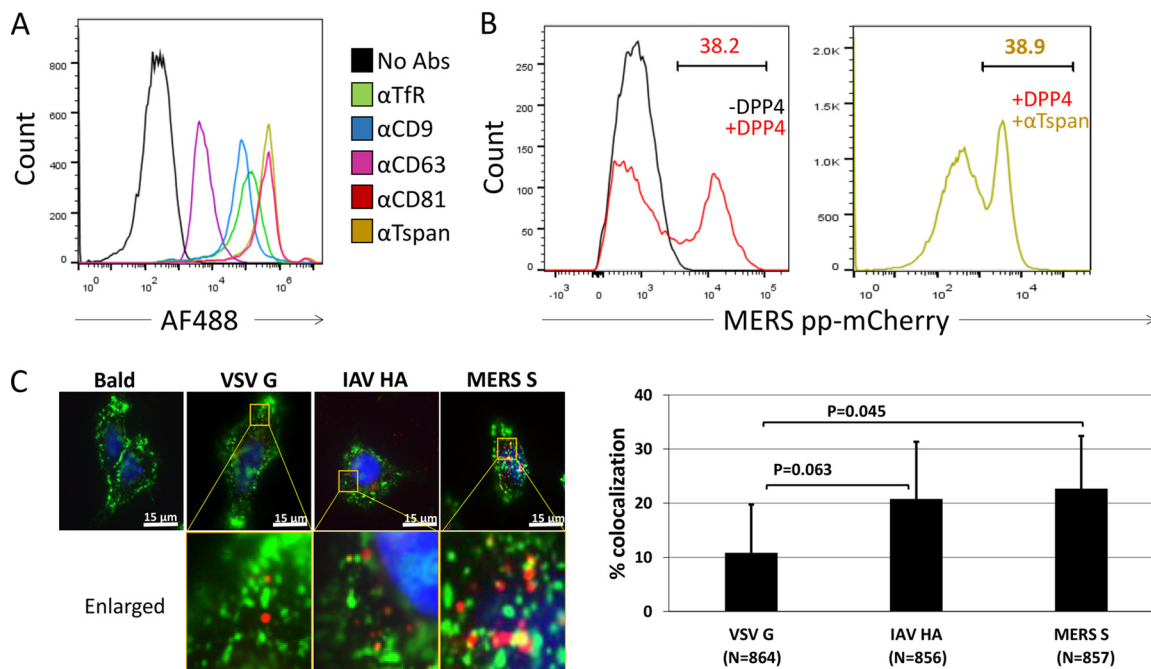 A
Count
800
600
400
200
0
10^0
10^2
10^4
10^6
AF488
No Abs
αTfR
αCD9
αCD63
αCD81
αTspan
B
Count
250
200
150
100
50
0
-10^3
0
10^3
10^4
10^5
38.2
-DPP4
+DPP4
2.0K
1.5K
1.0K
500
0
10^0
10^2
10^4
38.9
+DPP4
+αTspan
MERS pp-mCherry
C
Bald
VSV G
IAV HA
MERS S
15 μm
15 μm
15 μm
15 μm
Enlarged
% colocalization
40
30
20
10
0
P=0.045
P=0.063
VSV G
(N=864)
IAV HA
(N=856)
MERS S
(N=857)